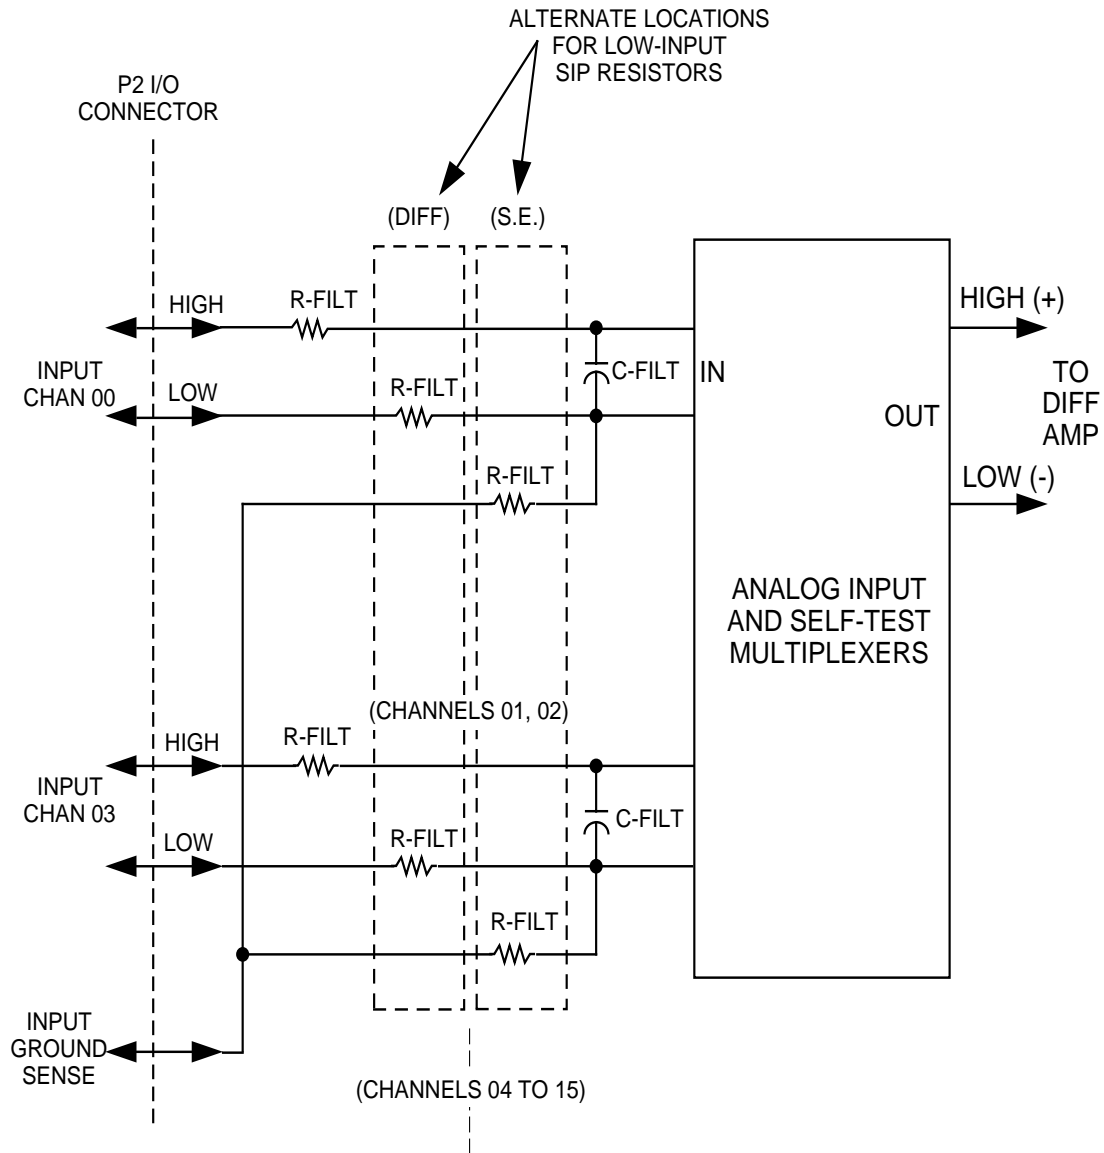 ALTERNATE LOCATIONS
FOR LOW-INPUT
SIP RESISTORS
P2 I/O
CONNECTOR
(DIFF)
(S.E.)
HIGH
R-FILT
HIGH (+)
INPUT
CHAN 00
LOW
R-FILT
C-FILT
IN
OUT
TO
DIFF
AMP
R-FILT
LOW (-)
ANALOG INPUT
AND SELF-TEST
MULTIPLEXERS
(CHANNELS 01, 02)
HIGH
R-FILT
INPUT
CHAN 03
LOW
R-FILT
C-FILT
R-FILT
INPUT
GROUND
SENSE
(CHANNELS 04 TO 15)